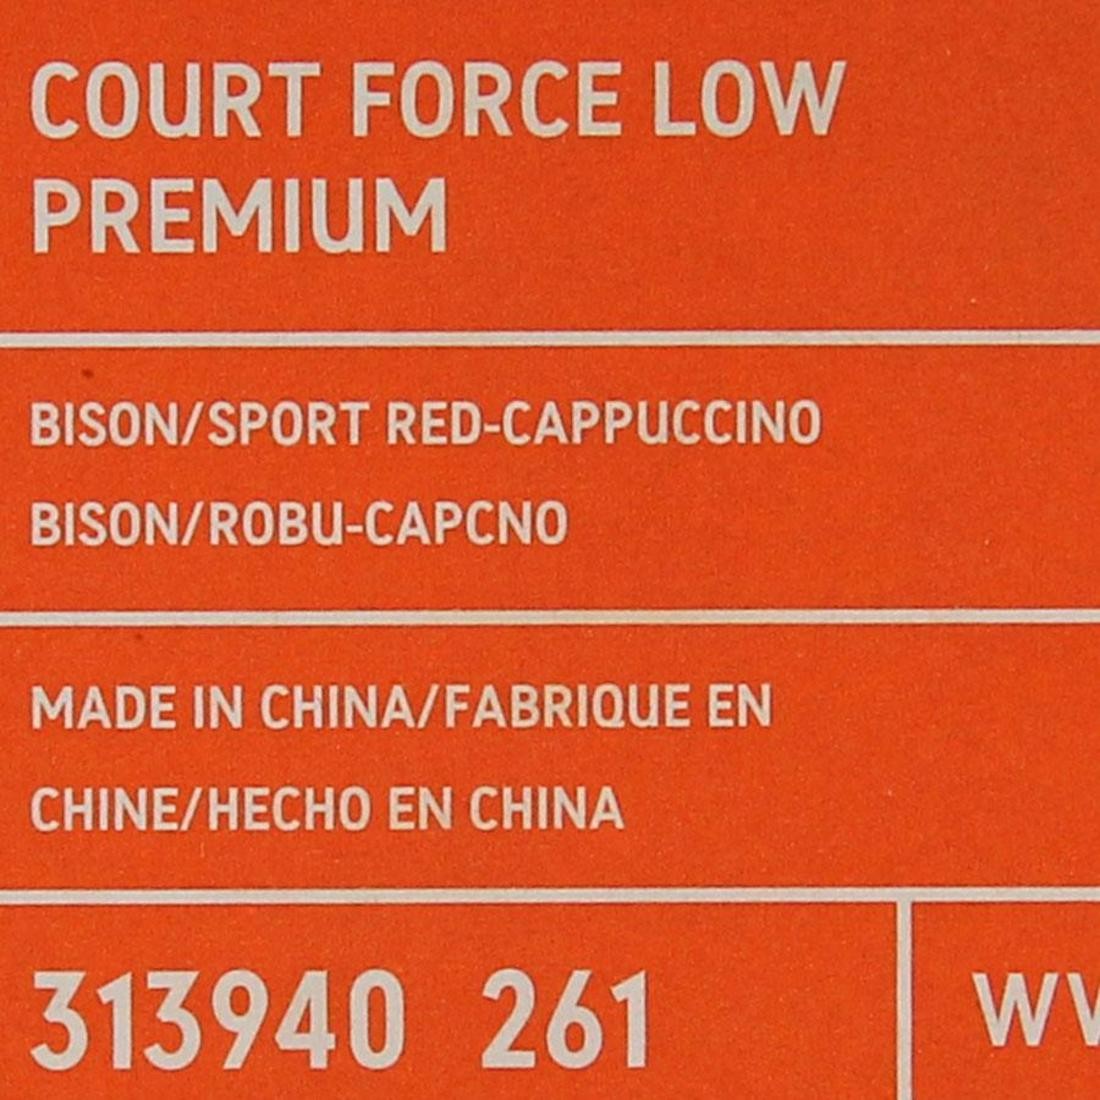 COURT FORCE LOW
PREMIUM
BISON/SPORT RED-CAPPUCCINO
BISON/ROBU-CAPCNO
MADE IN CHINA/FABRIQUE EN
CHINE/HECHO EN CHINA
313940 261